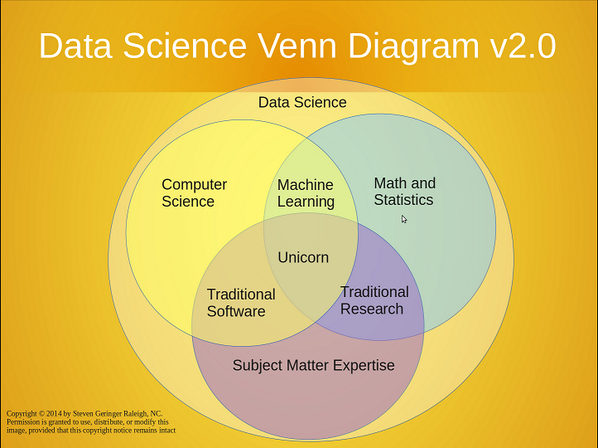 Data Science Venn Diagram v2.0
Data Science
Computer
Science
Machine
Learning
Math and
Statistics
Unicorn
Traditional
Software
Traditional
Research
Subject Matter Expertise
Copyright © 2014 by Steven Geringer Raleigh, NC.
Permission is granted to use, distribute, or modify this
image, provided that this copyright notice remains intact